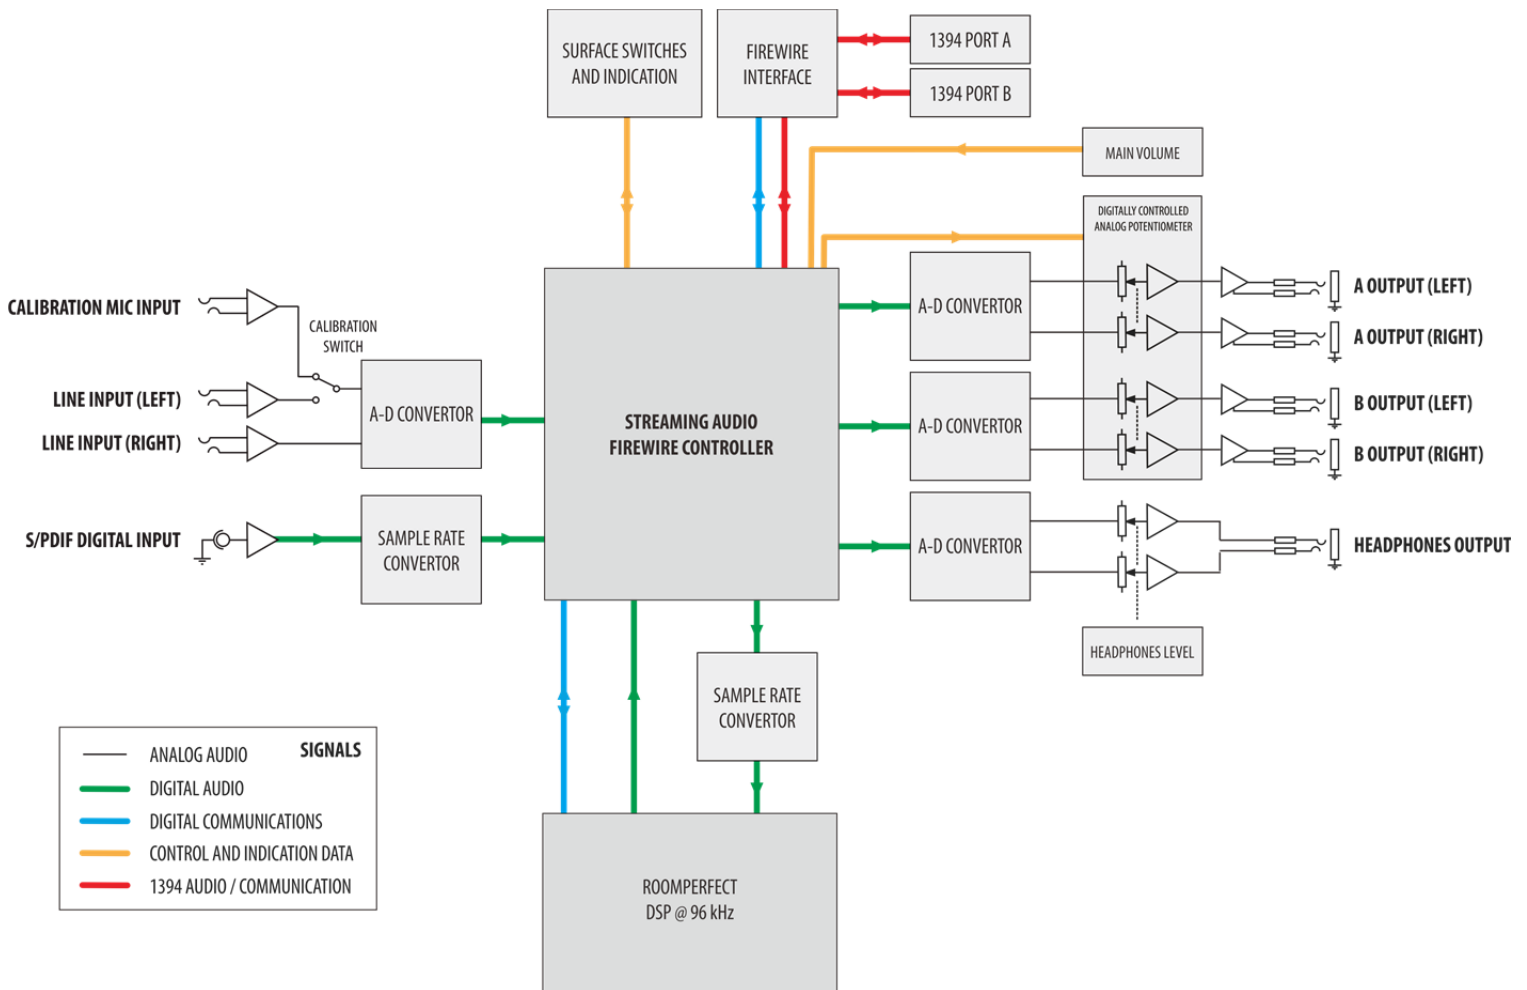 SURFACE SWITCHES
AND INDICATION
FIREWIRE
INTERFACE
1394 PORT A
1394 PORT B
MAIN VOLUME
DIGITALLY CONTROLLED
ANALOG POTENTIOMETER
CALIBRATION MIC INPUT
CALIBRATION
SWITCH
LINE INPUT (LEFT)
LINE INPUT (RIGHT)
A-D CONVERTOR
S/PDIF DIGITAL INPUT
SAMPLE RATE
CONVERTOR
STREAMING AUDIO
FIREWIRE CONTROLLER
A-D CONVERTOR
A-D CONVERTOR
A-D CONVERTOR
A OUTPUT (LEFT)
A OUTPUT (RIGHT)
B OUTPUT (LEFT)
B OUTPUT (RIGHT)
HEADPHONES OUTPUT
HEADPHONES LEVEL
SAMPLE RATE
CONVERTOR
ROOMPERFECT
DSP @ 96 kHz
SIGNALS
ANALOG AUDIO
DIGITAL AUDIO
DIGITAL COMMUNICATIONS
CONTROL AND INDICATION DATA
1394 AUDIO / COMMUNICATION